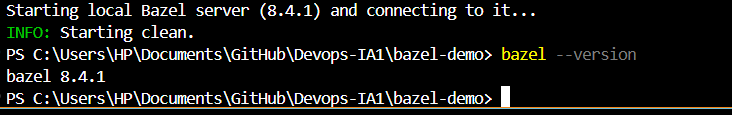 Starting local Bazel server (8.4.1) and connecting to it...
INFO: Starting clean.
PS C:\Users\HP\Documents\GitHub\Devops-IA1\bazel-demo> bazel --version
bazel 8.4.1
PS C:\Users\HP\Documents\GitHub\Devops-IA1\bazel-demo>